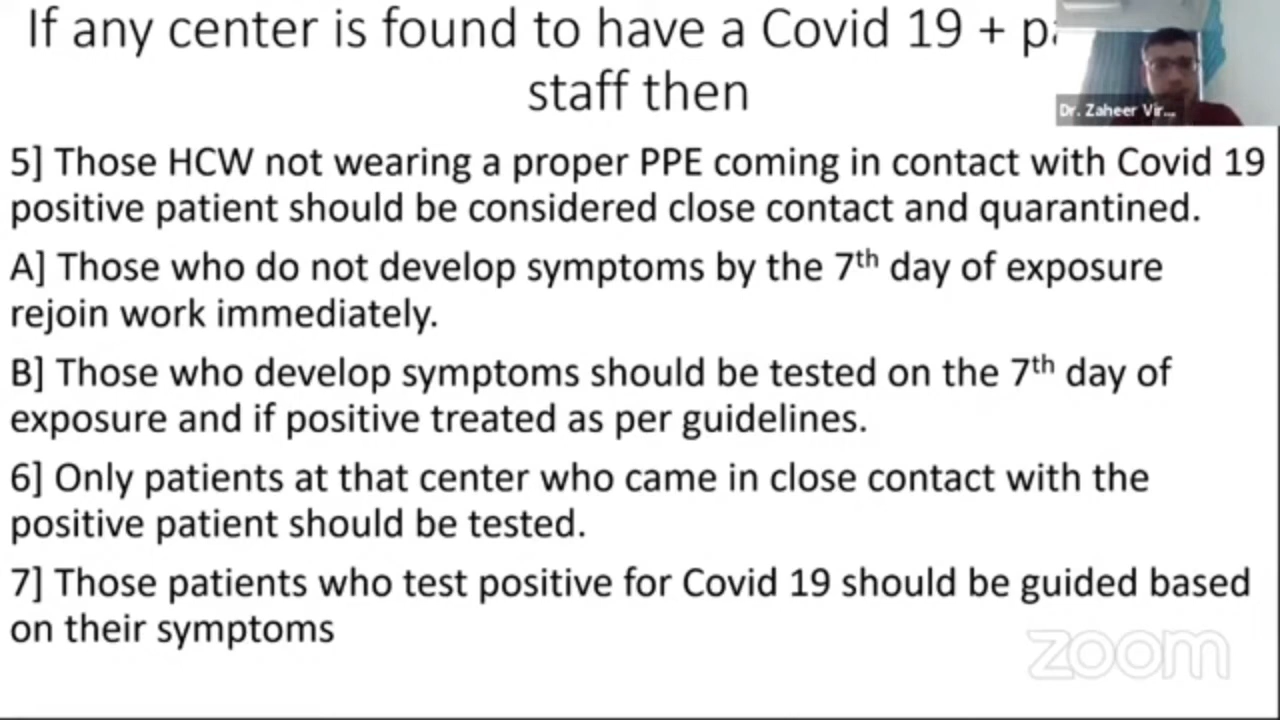 If any center is found to have a Covid 19 +
staff then
Dr. Zaheer Vir...
5] Those HCW not wearing a proper PPE coming in contact with Covid 19
positive patient should be considered close contact and quarantined.
A] Those who do not develop symptoms by the 7th day of exposure
rejoin work immediately.
B] Those who develop symptoms should be tested on the 7th day of
exposure and if positive treated as per guidelines.
6] Only patients at that center who came in close contact with the
positive patient should be tested.
7] Those patients who test positive for Covid 19 should be guided based
on their symptoms
zoom